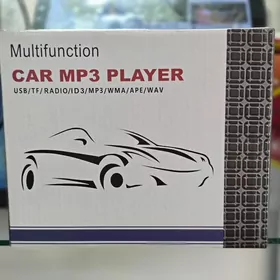 Multifunction
CAR MP3 PLAYER
USB/TF/RADIO/ID3/MP3/WMA/APE/WAV